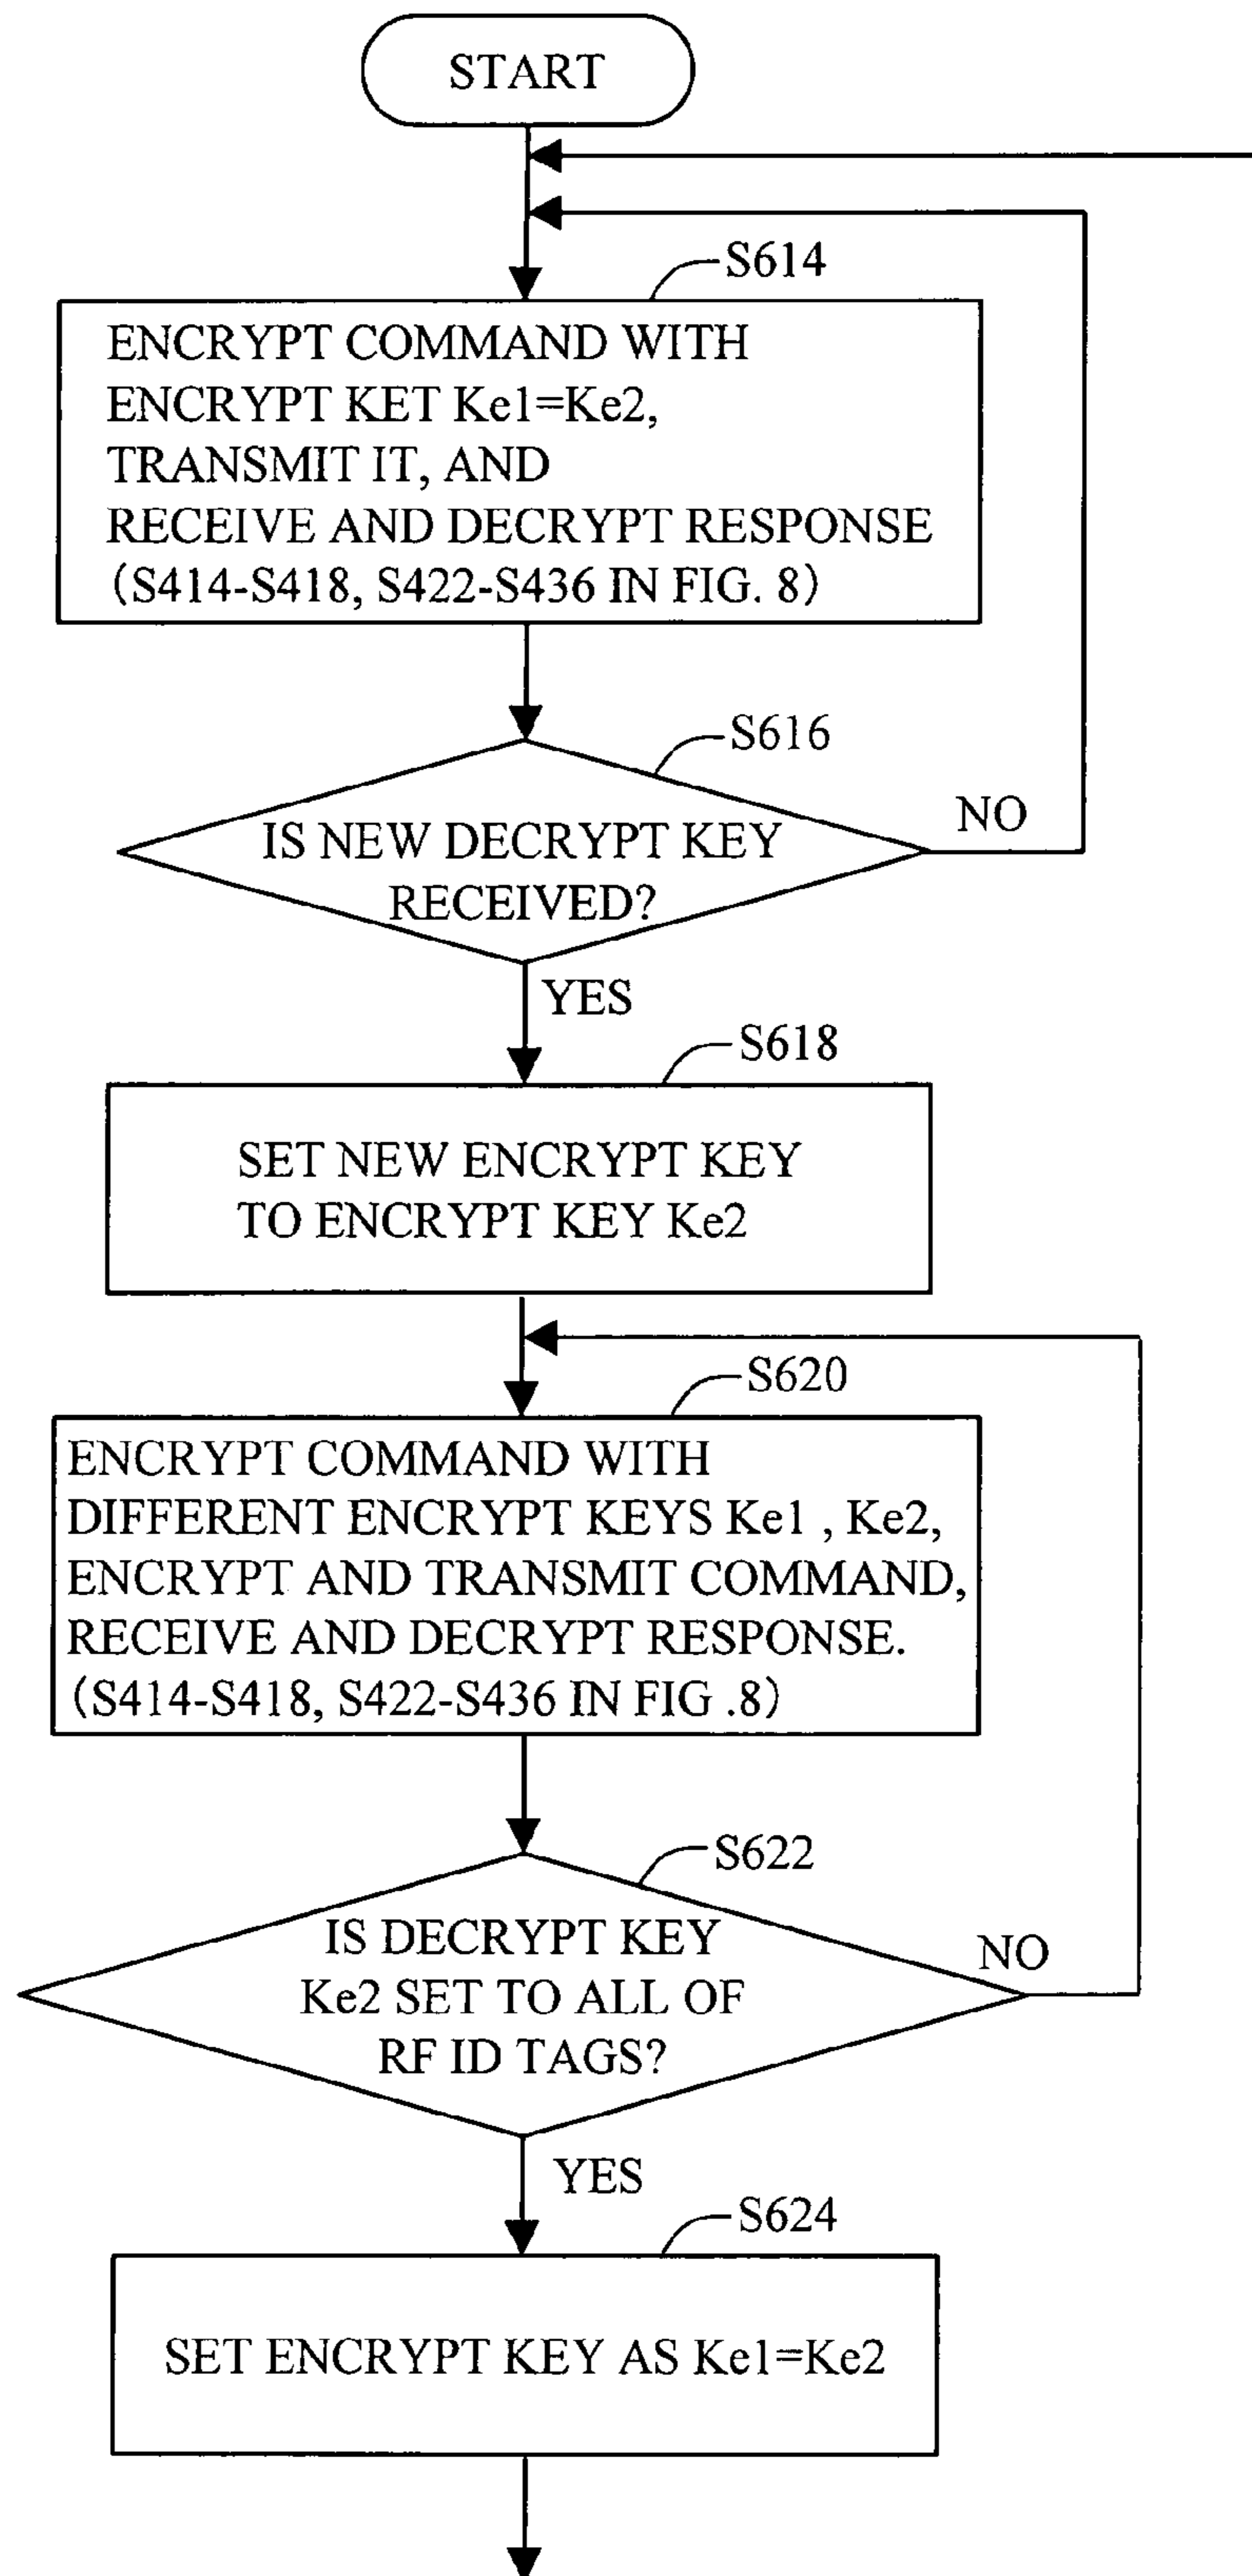 START
S614
ENCRYPT COMMAND WITH
ENCRYPT KET Ke1=Ke2,
TRANSMIT IT, AND
RECEIVE AND DECRYPT RESPONSE
(S414-S418, S422-S436 IN FIG. 8)
S616
NO
IS NEW DECRYPT KEY
RECEIVED?
YES
S618
SET NEW ENCRYPT KEY
TO ENCRYPT KEY Ke2
S620
ENCRYPT COMMAND WITH
DIFFERENT ENCRYPT KEYS Ke1 , Ke2,
ENCRYPT AND TRANSMIT COMMAND,
RECEIVE AND DECRYPT RESPONSE.
(S414-S418, S422-S436 IN FIG .8)
S622
IS DECRYPT KEY
NO
Ke2 SET TO ALL OF
RF ID TAGS?
YES
S624
SET ENCRYPT KEY AS Ke1=Ke2